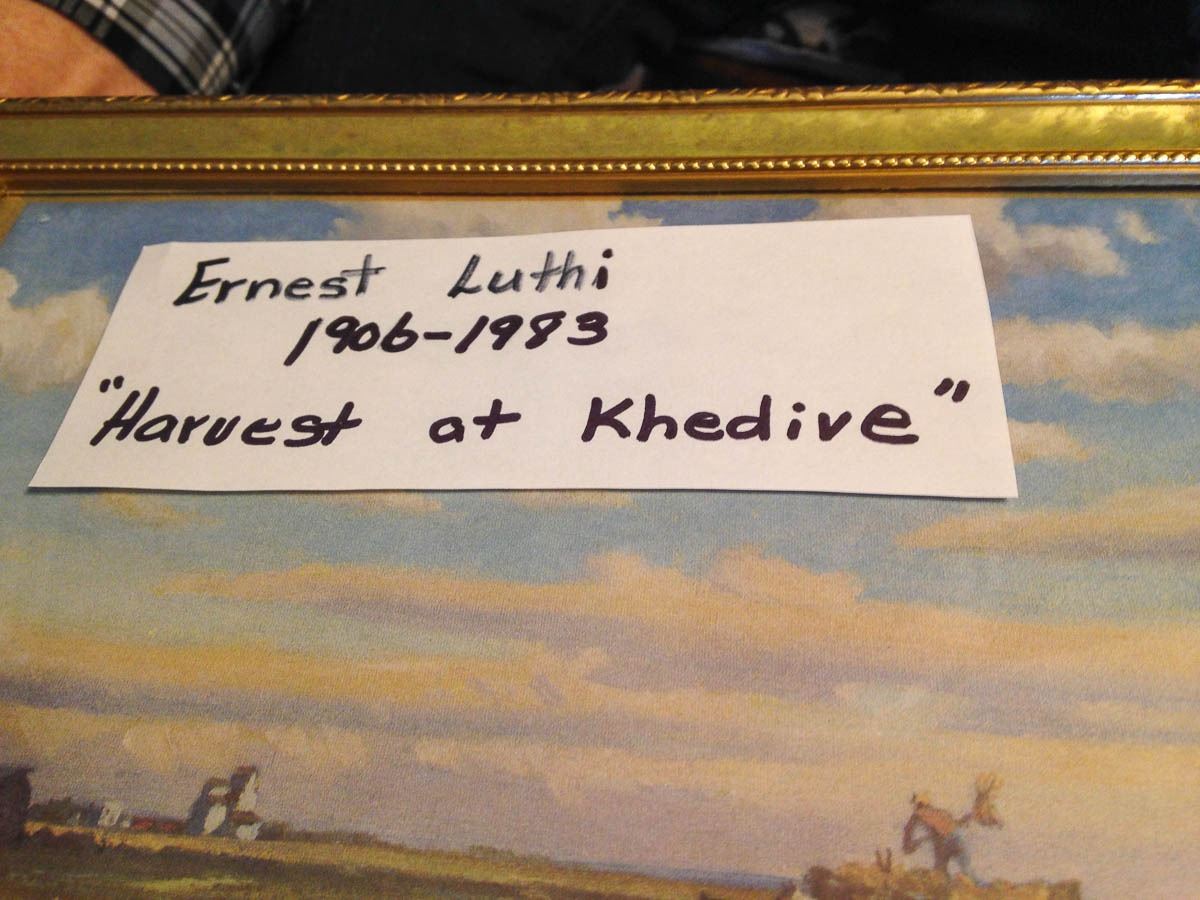 Ernest Luthi
1906-1983
"Harvest at Khedive"